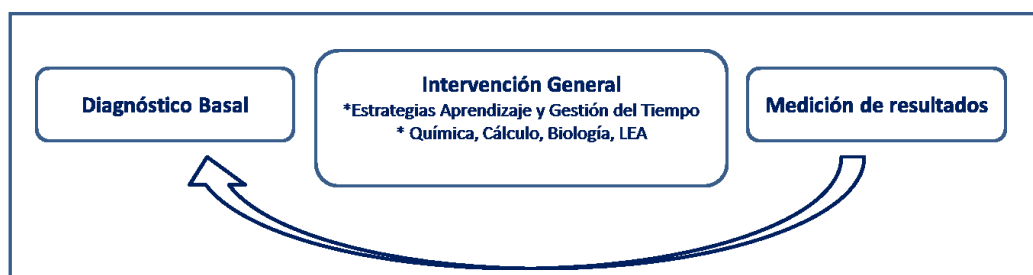 Diagnóstico Basal
Intervención General
*Estrategias Aprendizaje y Gestión del Tiempo
* Química, Cálculo, Biología, LEA
Medición de resultados